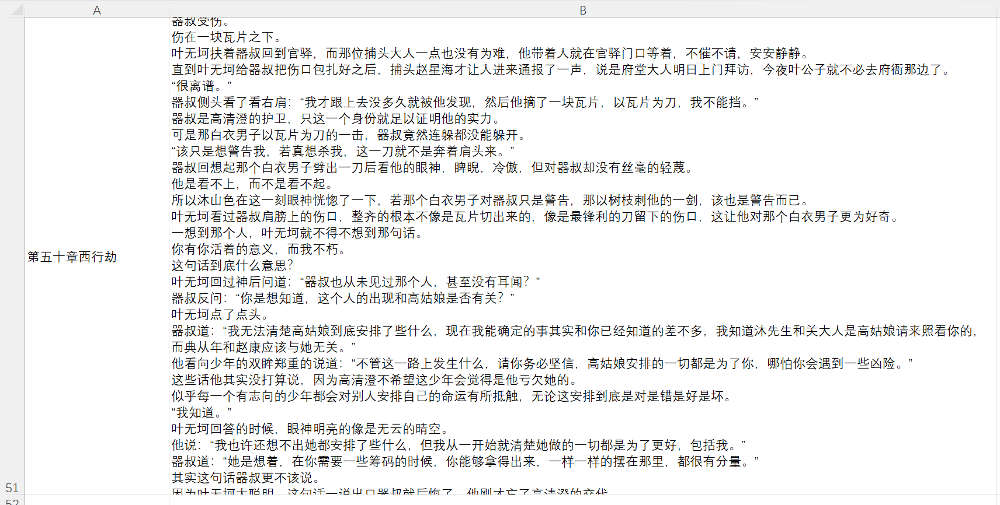 A
B
器叔受伤。
伤在一块瓦片之下。
叶无坷扶着器叔回到官驿，而那位捕头大人一点也没有为难，他带着人就在官驿门口等着，不催不请，安安静静。
直到叶无坷给器叔把伤口包扎好之后，捕头赵星海才让人进来通报了一声，说是府堂大人明日上门拜访，今夜叶公子就不必去府衙那边了。
“很离谱。”
器叔侧头看了看右肩：“我才跟上去没多久就被他发现，然后他摘了一块瓦片，以瓦片为刀，我不能挡。”
器叔是高清澄的护卫，只这一个身份就足以证明他的实力。
可是那白衣男子以瓦片为刀的一击，器叔竟然连躲都没能躲开。
“该只是想警告我，若真想杀我，这一刀就不是奔着肩头来。”
器叔回想起那个白衣男子劈出一刀后看他的眼神，睥睨，冷傲，但对器叔却没有丝毫的轻蔑。
他是看不上，而不是看不起。
所以沐山色在这一刻眼神恍惚了一下，若那个白衣男子对器叔只是警告，那以树枝刺他的一剑，该也是警告而已。
叶无坷看过器叔肩膀上的伤口，整齐的根本不像是瓦片切出来的，像是最锋利的刀留下的伤口，这让他对那个白衣男子更为好奇。
一想到那个人，叶无坷就不得不想到那句话。
你有你活着的意义，而我不朽。
第五十章西行劫
这句话到底什么意思？
叶无坷回过神后问道：“器叔也从未见过那个人，甚至没有耳闻？”
器叔反问：“你是想知道，这个人的出现和高姑娘是否有关？”
叶无坷点了点头。
器叔道：“我无法清楚高姑娘到底安排了些什么，现在我能确定的事其实和你已经知道的差不多，我知道沐先生和关大人是高姑娘请来照看你的，
而典从年和赵康应该与她无关。”
他看向少年的双眸郑重的说道：“不管这一路上发生什么，请你务必坚信，高姑娘安排的一切都是为了你，哪怕你会遇到一些凶险。”
这些话他其实没打算说，因为高清澄不希望这少年会觉得是他亏欠她的。
似乎每一个有志向的少年都会对别人安排自己的命运有所抵触，无论这安排到底是对是错是好是坏。
“我知道。”
叶无坷回答的时候，眼神明亮的像是无云的晴空。
他说：“我也许还想不出她都安排了些什么，但我从一开始就清楚她做的一切都是为了更好，包括我。”
器叔道：“她是想着，在你需要一些筹码的时候，你能够拿得出来，一样一样的摆在那里，都很有分量。”
其实这句话器叔更不该说。
51
因为叶无坷太聪明，这句话一说出口器叔就后悔了，他刚才忘了高清澄的交代
52